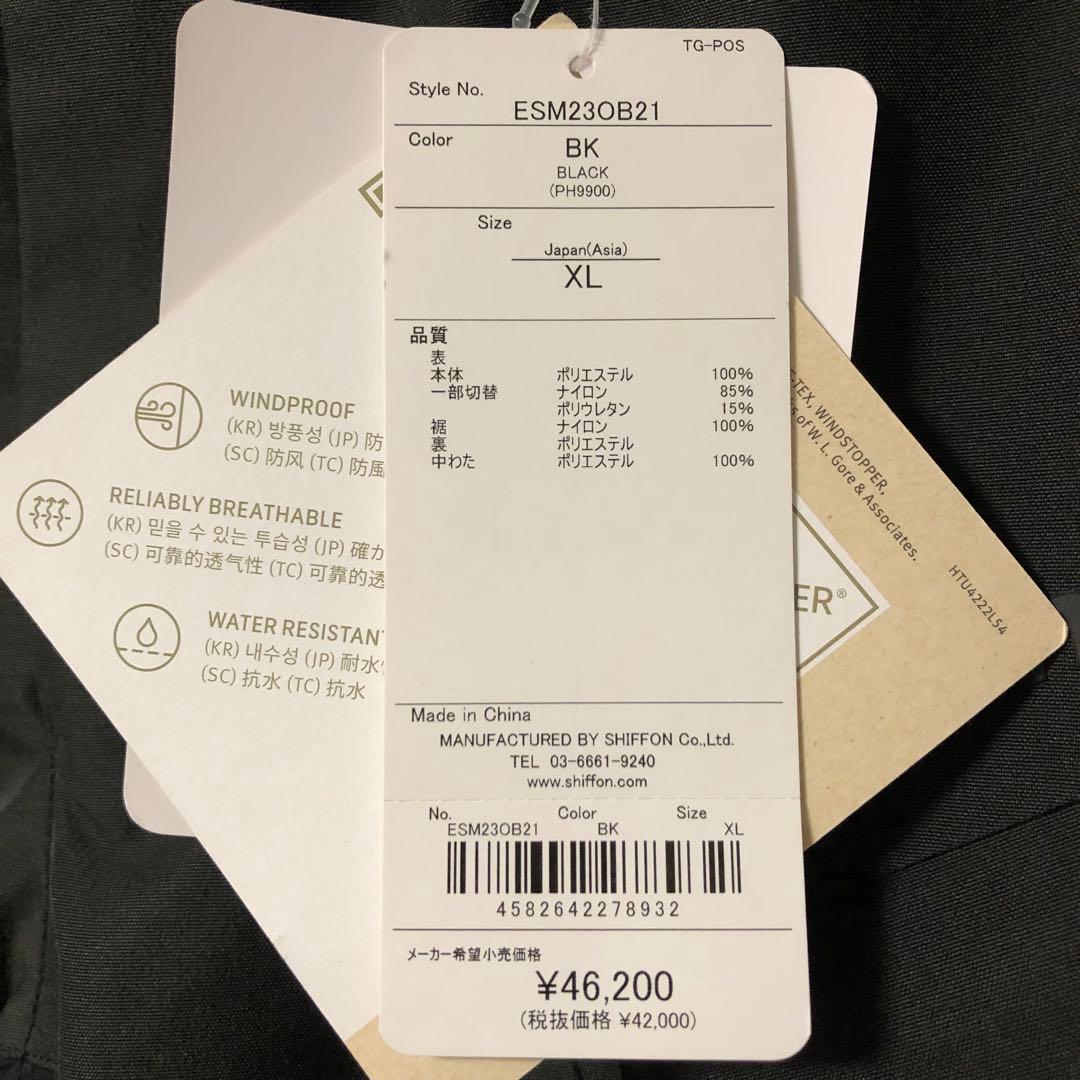 TG-POS
Style No.
ESM23OB21
Color
BK
BLACK
(PH9900)
Size
Japan(Asia)
XL
品質
表
本体 ポリエステル 100%
一部切替 ナイロン 85%
ポリウレタン 15%
裾 ナイロン 100%
裏 ポリエステル
中わた ポリエステル 100%
Made in China
MANUFACTURED BY SHIFFON Co.,Ltd.
TEL 03-6661-9240
www.shiffon.com
No. Color Size
ESM23OB21 BK XL
4582642278932
メーカー希望小売価格
¥46,200
(税抜価格 ¥42,000)
WINDPROOF
(KR) 방풍성 (JP) 防
(SC) 防风 (TC) 防風
RELIABLY BREATHABLE
(KR) 믿을 수 있는 투습성 (JP) 確か
(SC) 可靠的透气性 (TC) 可靠的透
WATER RESISTANT
(KR) 내수성 (JP) 耐水
(SC) 抗水 (TC) 抗水
-TEX, WINDSTOPPER,
of W. L. Gore & Associates.
HTU4222L54
ER®